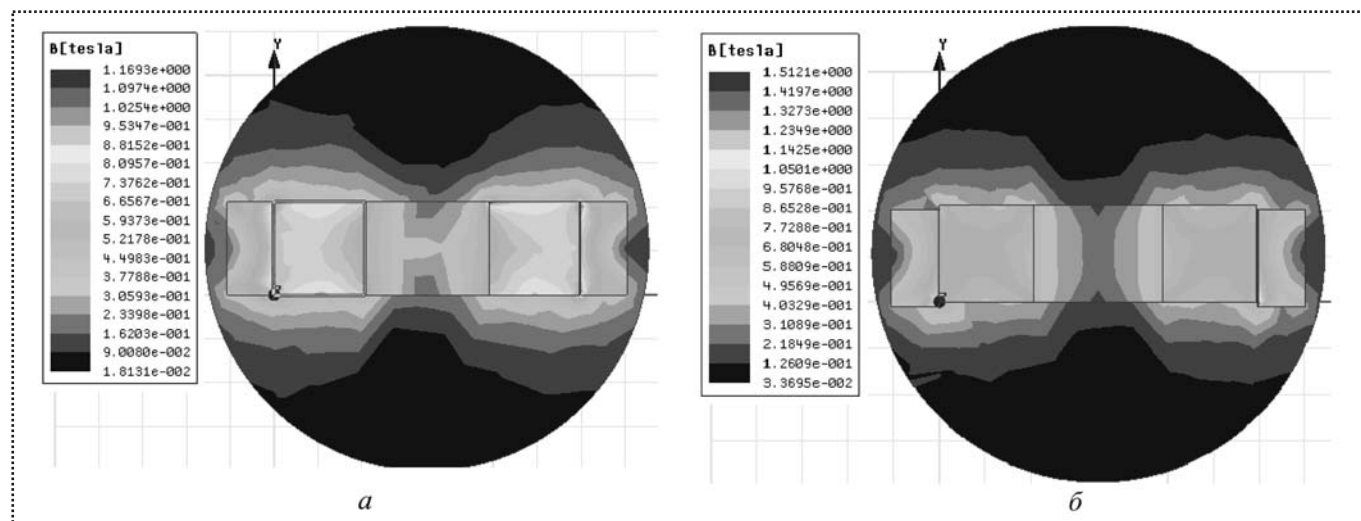 B[tesla]
1.1693e+000
1.0974e+000
1.0254e+000
9.5347e-001
8.8152e-001
8.0957e-001
7.3762e-001
6.6567e-001
5.9373e-001
5.2178e-001
4.4983e-001
3.7788e-001
3.0593e-001
2.3398e-001
1.6203e-001
9.0080e-002
1.8131e-002
Y
Z
а
B[tesla]
1.5121e+000
1.4197e+000
1.3273e+000
1.2349e+000
1.1425e+000
1.0501e+000
9.5768e-001
8.6528e-001
7.7288e-001
6.8048e-001
5.8809e-001
4.9569e-001
4.0329e-001
3.1089e-001
2.1849e-001
1.2609e-001
3.3695e-002
Y
б